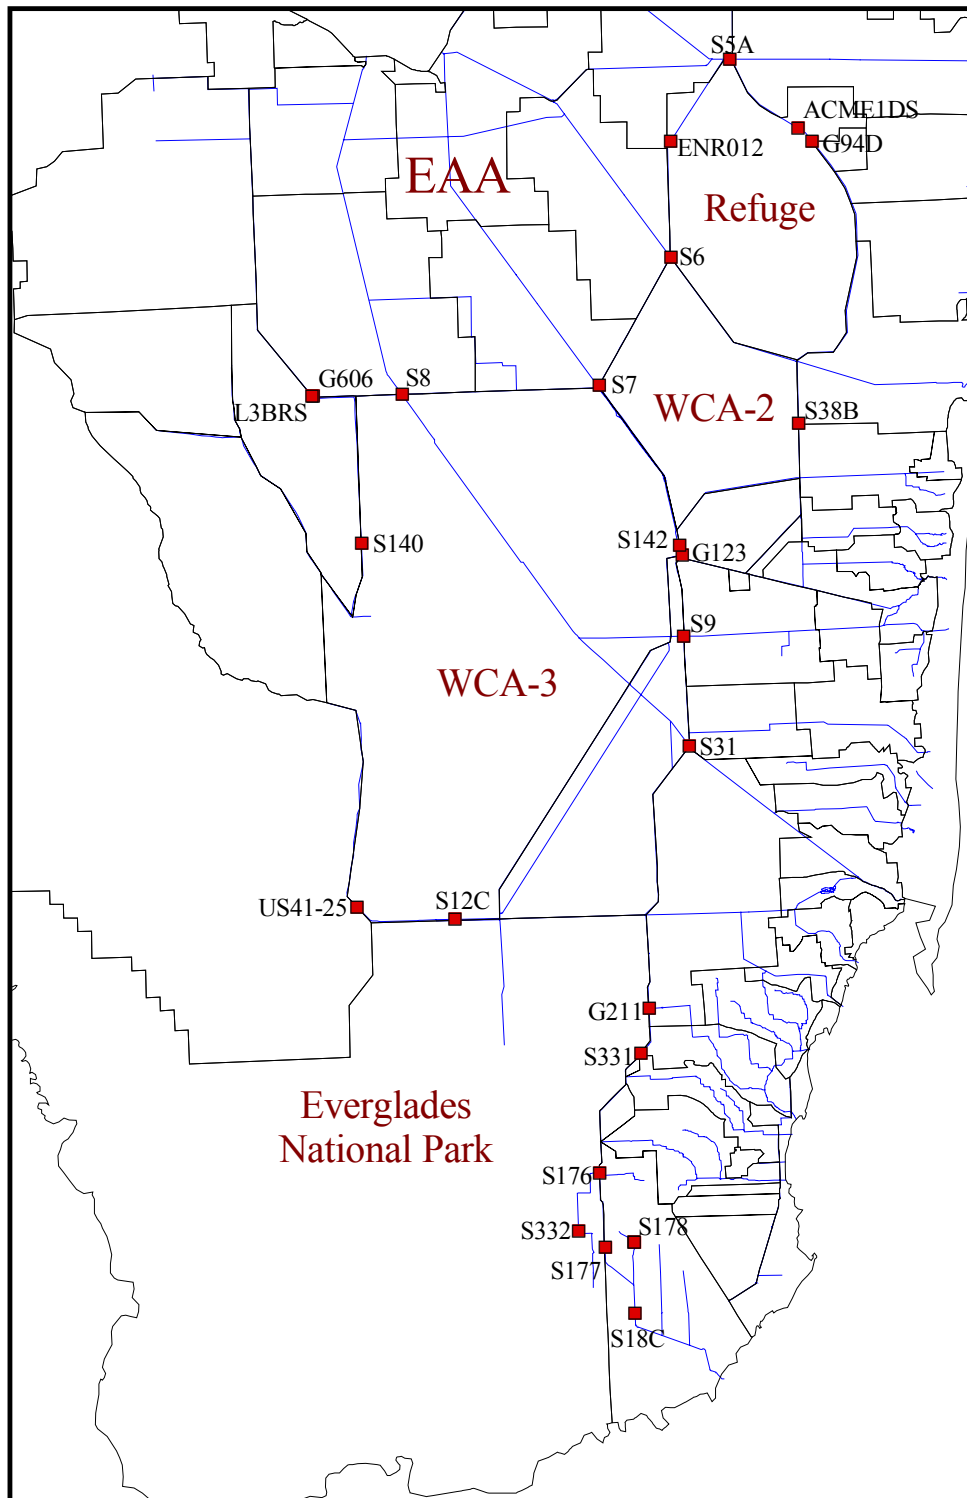 S5A
ACME1DS
G94D
ENR012
EAA
Refuge
S6
G606
S8
S7
L3BRS
WCA-2
S38B
S142
S140
G123
S9
WCA-3
S31
US41-25
S12C
G211
S331
Everglades
National Park
S176
S332
S178
S177
S18C